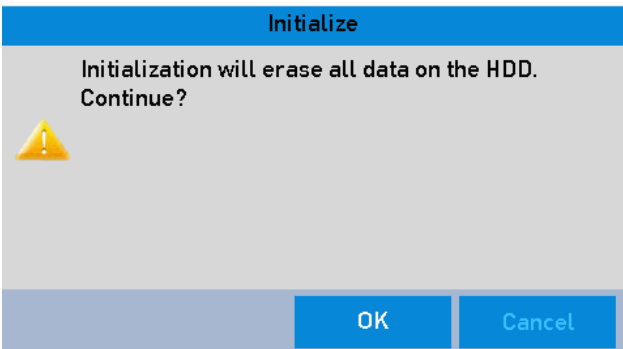 Initialize
Initialization will erase all data on the HDD.
Continue?
OK
Cancel